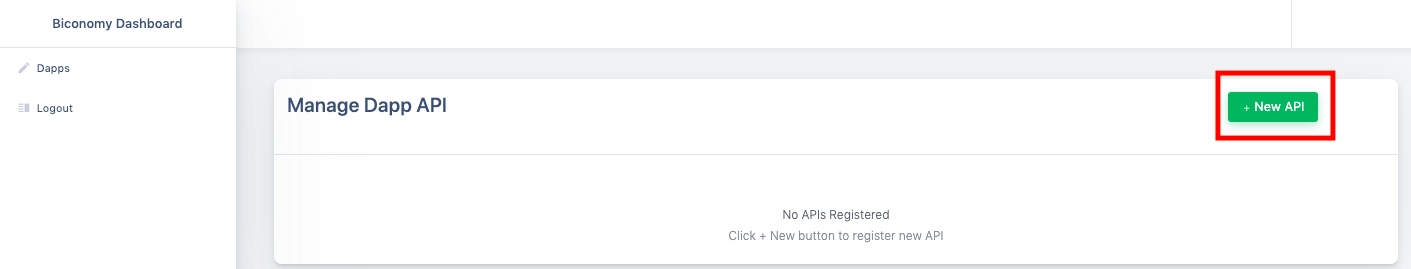 Biconomy Dashboard
Dapps
Logout
Manage Dapp API
+ New API
No APIs Registered
Click + New button to register new API